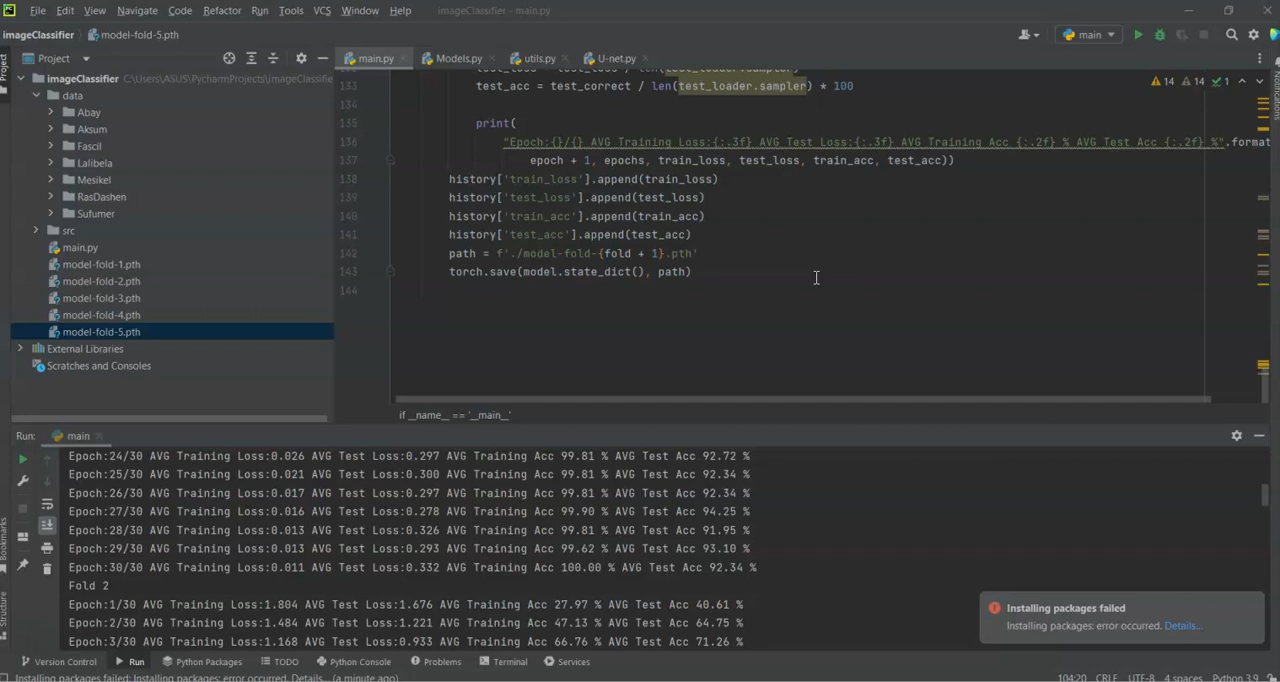 File Edit View Navigate Code Refactor Run Tools VCS Window Help imageClassifier - main.py
imageClassifier model-fold-5.pth main
Project main.py Models.py utils.py U-net.py
Project
Notifications
imageClassifier C:\Users\ASUS\PycharmProjects\imageClassifier
data
Abay
Aksum
Fascil
Lalibela
Mesikel
RasDashen
Sufumer
src
main.py
model-fold-1.pth
model-fold-2.pth
model-fold-3.pth
model-fold-4.pth
model-fold-5.pth
External Libraries
Scratches and Consoles
14 14 1
133 test_acc = test_correct / len(test_loader.sampler) * 100
134
135 print(
136 "Epoch:{}/{} AVG Training Loss:{:.3f} AVG Test Loss:{:.3f} AVG Training Acc {:.2f} % AVG Test Acc {:.2f} %".format
137 epoch + 1, epochs, train_loss, test_loss, train_acc, test_acc))
138 history['train_loss'].append(train_loss)
139 history['test_loss'].append(test_loss)
140 history['train_acc'].append(train_acc)
141 history['test_acc'].append(test_acc)
142 path = f'./model-fold-{fold + 1}.pth'
143 torch.save(model.state_dict(), path)
144
if __name__ == '__main__'
Run: main
Epoch:24/30 AVG Training Loss:0.026 AVG Test Loss:0.297 AVG Training Acc 99.81 % AVG Test Acc 92.72 %
Epoch:25/30 AVG Training Loss:0.021 AVG Test Loss:0.300 AVG Training Acc 99.81 % AVG Test Acc 92.34 %
Epoch:26/30 AVG Training Loss:0.017 AVG Test Loss:0.297 AVG Training Acc 99.81 % AVG Test Acc 92.34 %
Epoch:27/30 AVG Training Loss:0.016 AVG Test Loss:0.278 AVG Training Acc 99.90 % AVG Test Acc 94.25 %
Epoch:28/30 AVG Training Loss:0.013 AVG Test Loss:0.326 AVG Training Acc 99.81 % AVG Test Acc 91.95 %
Epoch:29/30 AVG Training Loss:0.013 AVG Test Loss:0.293 AVG Training Acc 99.62 % AVG Test Acc 93.10 %
Epoch:30/30 AVG Training Loss:0.011 AVG Test Loss:0.332 AVG Training Acc 100.00 % AVG Test Acc 92.34 %
Fold 2
Epoch:1/30 AVG Training Loss:1.804 AVG Test Loss:1.676 AVG Training Acc 27.97 % AVG Test Acc 40.61 %
Epoch:2/30 AVG Training Loss:1.484 AVG Test Loss:1.221 AVG Training Acc 47.13 % AVG Test Acc 64.75 %
Epoch:3/30 AVG Training Loss:1.168 AVG Test Loss:0.933 AVG Training Acc 66.76 % AVG Test Acc 71.26 %
Bookmarks
Structure
Installing packages failed
Installing packages: error occurred. Details...
Version Control Run Python Packages TODO Python Console Problems Terminal Services
Installing packages failed: Installing packages: error occurred. Details... (a minute ago) 104:20 CRLF UTF-8 4 spaces Python 3.9